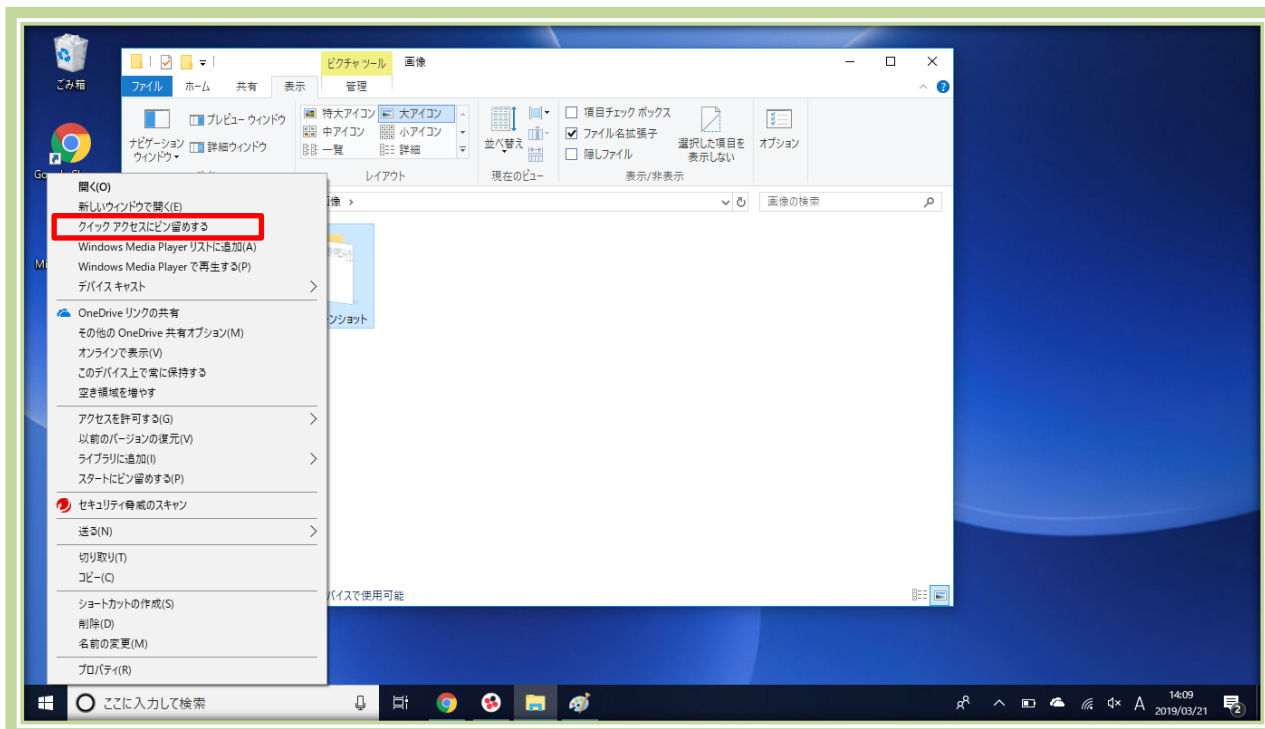 ごみ箱
ピクチャ ツール
画像
ファイル
ホーム
共有
表示
管理
ナビゲーション
ウィンドウ
プレビュー ウィンドウ
詳細ウィンドウ
特大アイコン
大アイコン
中アイコン
小アイコン
一覧
詳細
レイアウト
並べ替え
現在のビュー
項目チェック ボックス
ファイル名拡張子
隠しファイル
選択した項目を
表示しない
表示/非表示
オプション
画像の検索
開く(O)
新しいウィンドウで開く(E)
クイック アクセスにピン留めする
Windows Media Player リストに追加(A)
Windows Media Player で再生する(P)
デバイス キャスト
OneDrive リンクの共有
その他の OneDrive 共有オプション(M)
オンラインで表示(V)
このデバイス上で常に保持する
空き領域を増やす
アクセスを許可する(G)
以前のバージョンの復元(V)
ライブラリに追加(I)
スタートにピン留めする(P)
セキュリティ脅威のスキャン
送る(N)
切り取り(T)
コピー(C)
ショートカットの作成(S)
削除(D)
名前の変更(M)
プロパティ(R)
ンショット
バイスで使用可能
ここに入力して検索
A
14:09
2019/03/21
2